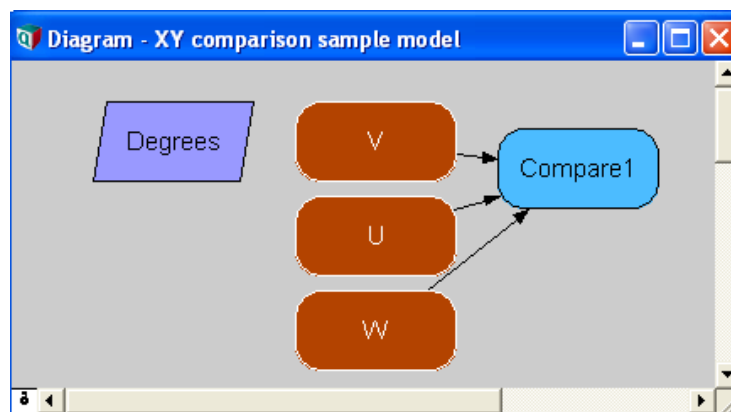 Diagram - XY comparison sample model
Degrees
V
U
W
Compare1